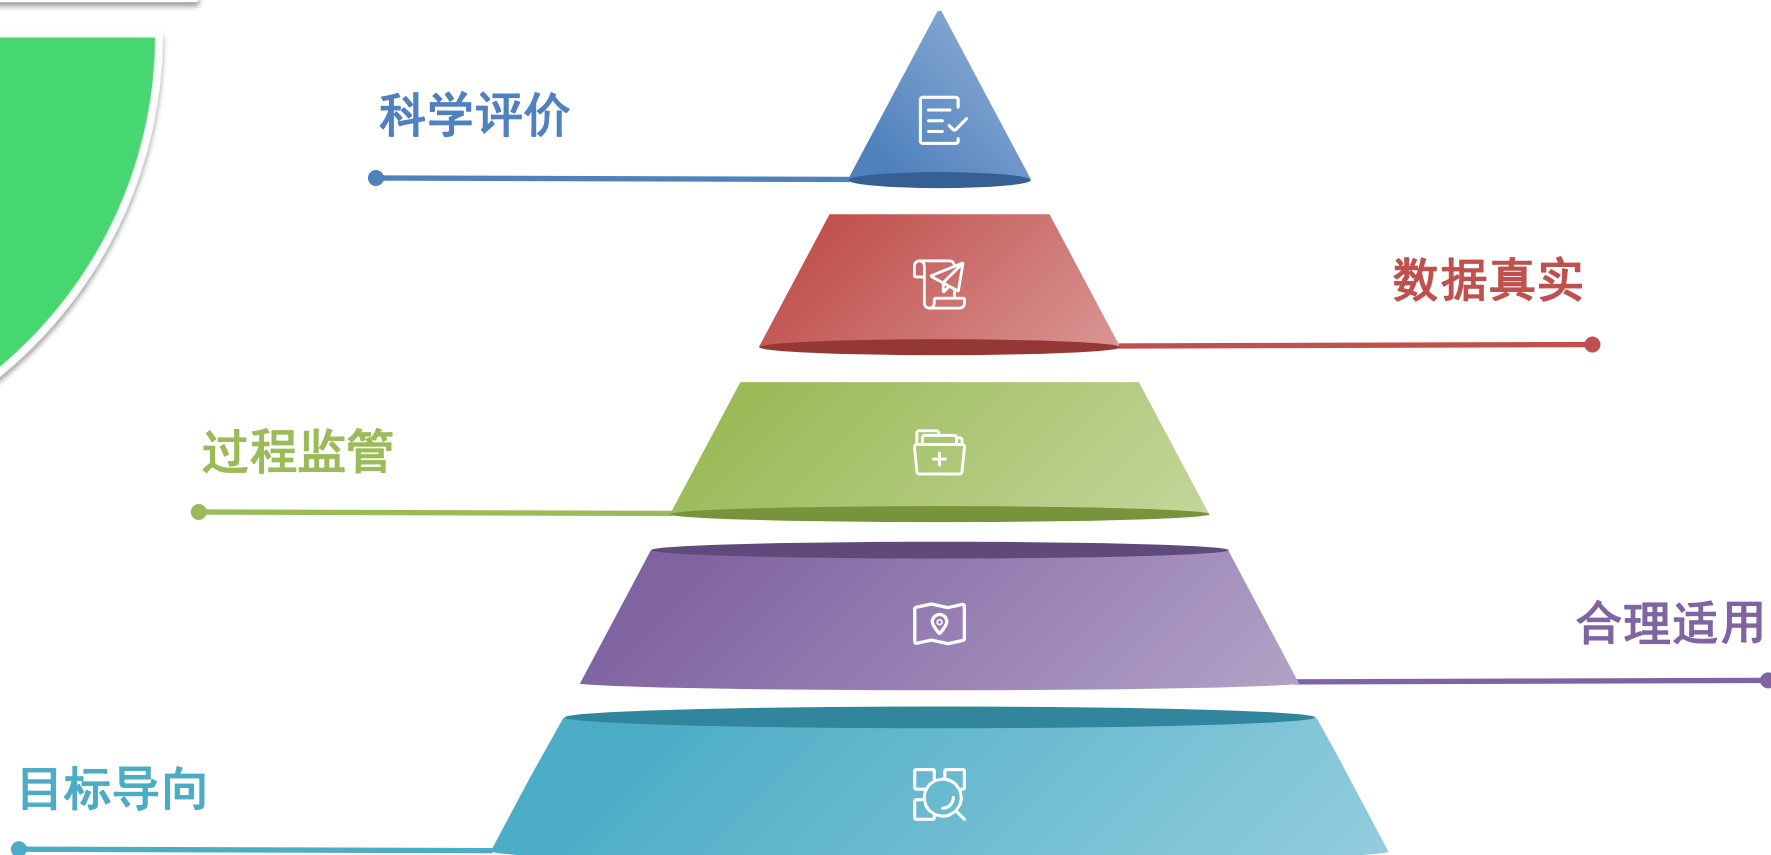 科学评价
数据真实
过程监管
合理适用
目标导向